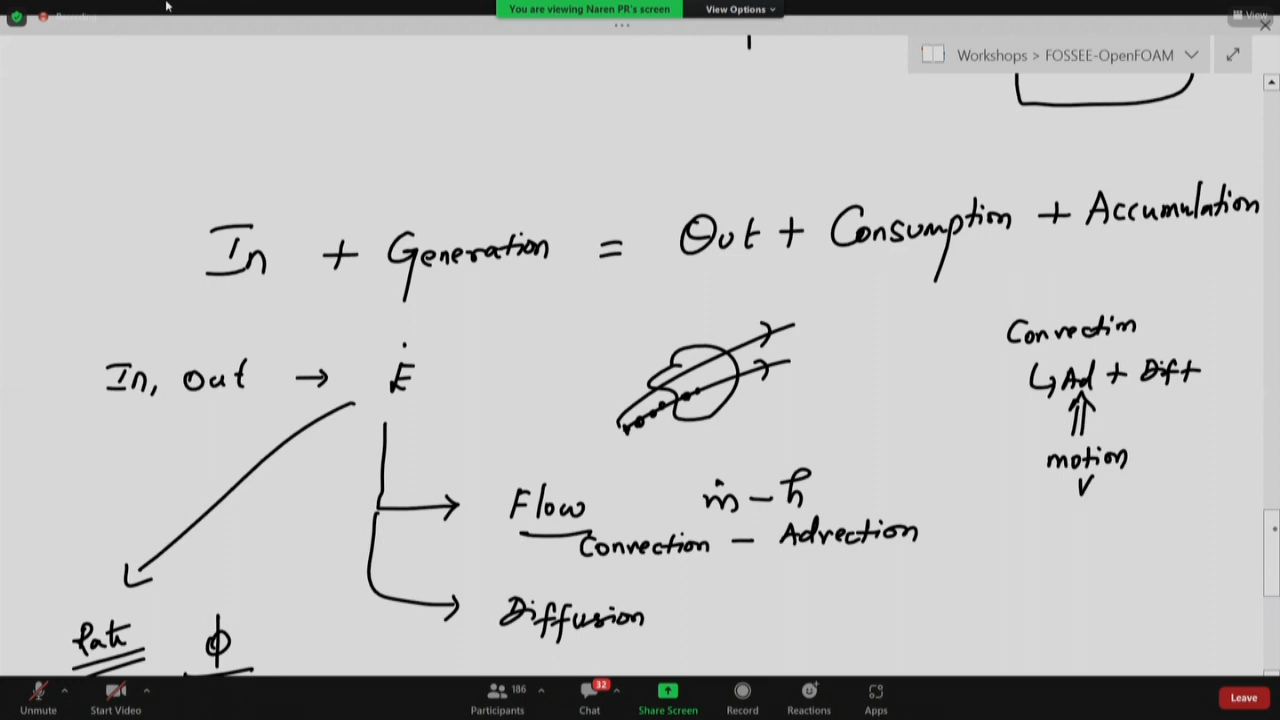 You are viewing Naren PR's screen View Options
Recording
View
Workshops > FOSSEE-OpenFOAM
In + Generation = Out + Consumption + Accumulation
In, out → Ė
Convection
↳ Ad + Diff
motion
V
Flow ṁ - h
Convection - Advection
Diffusion
ϕ
Unmute Start Video Participants 186 Chat 32 Share Screen Record Reactions Apps Leave